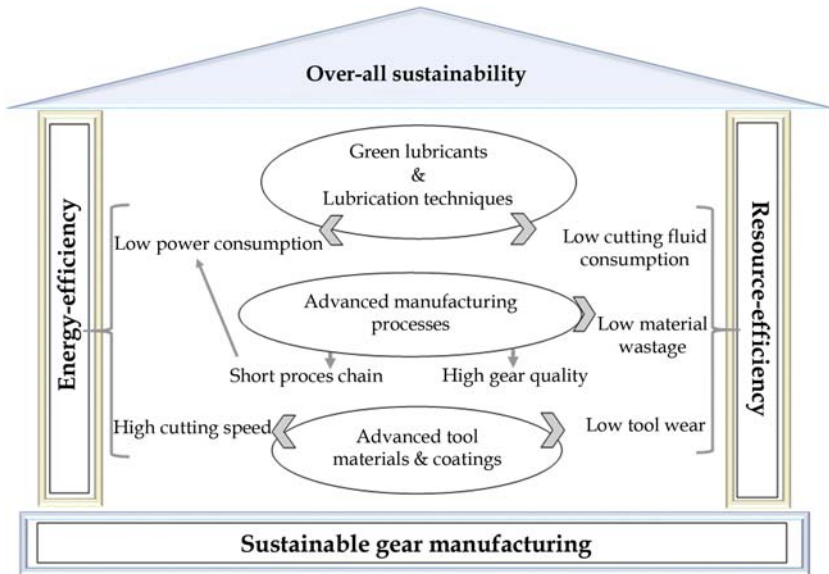 Over-all sustainability
Energy-efficiency
Green lubricants
&
Lubrication techniques
Low power consumption
Low cutting fluid
consumption
Advanced manufacturing
processes
Low material
wastage
Short proces chain
High gear quality
High cutting speed
Advanced tool
materials & coatings
Low tool wear
Resource-efficiency
Sustainable gear manufacturing